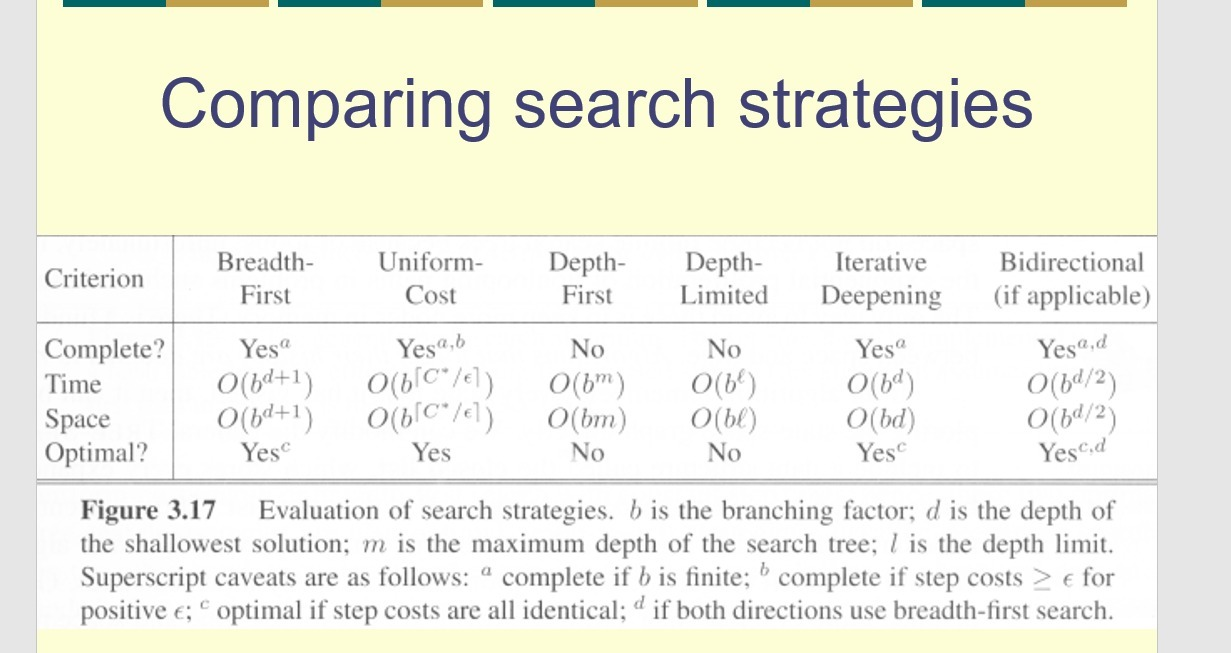 Comparing search strategies
Criterion Breadth-First Uniform-Cost Depth-First Depth-Limited Iterative Deepening Bidirectional (if applicable)
Complete? Yesᵃ Yesᵃ,ᵇ No No Yesᵃ Yesᵃ,ᵈ
Time O(b^{d+1}) O(b^{⌈C*/ϵ⌉}) O(b^m) O(b^ℓ) O(b^d) O(b^{d/2})
Space O(b^{d+1}) O(b^{⌈C*/ϵ⌉}) O(bm) O(bℓ) O(bd) O(b^{d/2})
Optimal? Yesᶜ Yes No No Yesᶜ Yesᶜ,ᵈ
Figure 3.17 Evaluation of search strategies. b is the branching factor; d is the depth of
the shallowest solution; m is the maximum depth of the search tree; l is the depth limit.
Superscript caveats are as follows: ᵃ complete if b is finite; ᵇ complete if step costs ≥ ϵ for
positive ϵ; ᶜ optimal if step costs are all identical; ᵈ if both directions use breadth-first search.